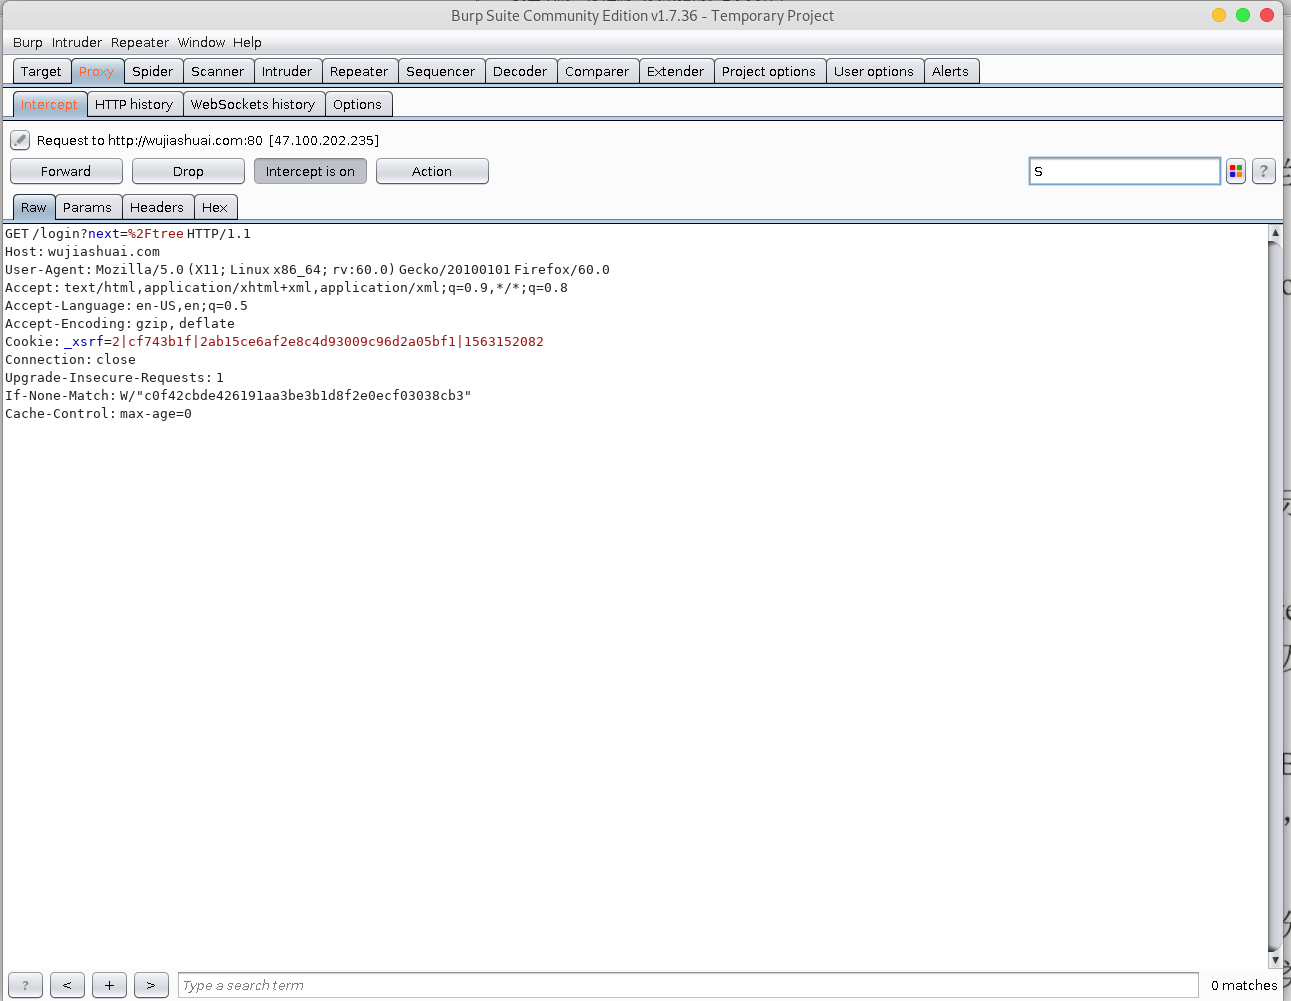 Burp Suite Community Edition v1.7.36 - Temporary Project
Burp Intruder Repeater Window Help
Target Proxy Spider Scanner Intruder Repeater Sequencer Decoder Comparer Extender Project options User options Alerts
Intercept HTTP history WebSockets history Options
Request to http://wujiashuai.com:80 [47.100.202.235]
Forward Drop Intercept is on Action S ?
Raw Params Headers Hex
GET /login?next=%2Ftree HTTP/1.1
Host: wujiashuai.com
User-Agent: Mozilla/5.0 (X11; Linux x86_64; rv:60.0) Gecko/20100101 Firefox/60.0
Accept: text/html,application/xhtml+xml,application/xml;q=0.9,*/*;q=0.8
Accept-Language: en-US,en;q=0.5
Accept-Encoding: gzip, deflate
Cookie: _xsrf=2|cf743b1f|2ab15ce6af2e8c4d93009c96d2a05bf1|1563152082
Connection: close
Upgrade-Insecure-Requests: 1
If-None-Match: W/"c0f42cbde426191aa3be3b1d8f2e0ecf03038cb3"
Cache-Control: max-age=0
? < + > Type a search term 0 matches